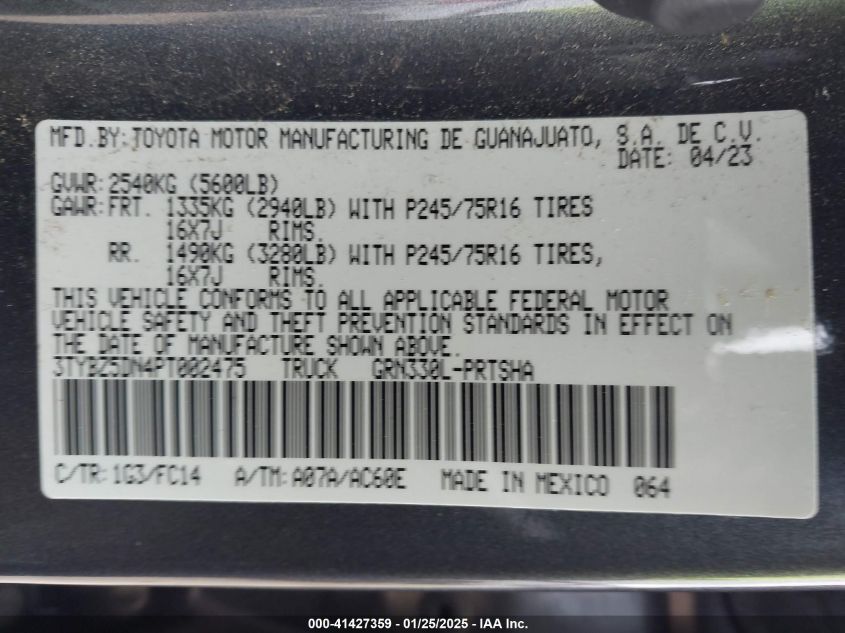 MFD.BY:TOYOTA MOTOR MANUFACTURING DE GUANAJUATO, S.A. DE C.V.
DATE: 04/23
GVWR:2540KG (5600LB)
GAWR:FRT. 1335KG (2940LB) WITH P245/75R16 TIRES
16X7J RIMS.
RR. 1490KG (3280LB) WITH P245/75R16 TIRES,
16X7J RIMS.
THIS VEHICLE CONFORMS TO ALL APPLICABLE FEDERAL MOTOR
VEHICLE SAFETY AND THEFT PREVENTION STANDARDS IN EFFECT ON
THE DATE OF MANUFACTURE SHOWN ABOVE.
3TYBZ5DN4PT002475 TRUCK GRN330L-PRTSHA
C/TR:1G3/FC14 A/TM:A07A/AC60E MADE IN MEXICO 064
000-41427359 - 01/25/2025 - IAA Inc.